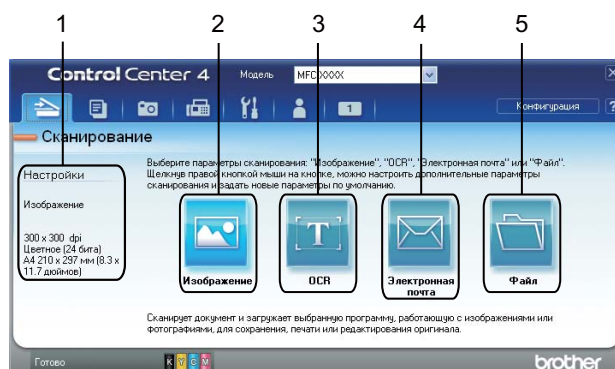 1 2 3 4 5
Control Center 4 Модель MFC-XXXX
1 Конфигурация ?
Сканирование
Выберите параметры сканирования: "Изображение", "OCR", "Электронная почта" или "Файл".
Щелкнув правой кнопкой мыши на кнопке, можно настроить дополнительные параметры
сканирования и задать новые параметры по умолчанию.
Настройки
Изображение
300 x 300 dpi
Цветное (24 бита)
A4 210 x 297 мм (8.3 x
11.7 дюймов)
T
Изображение OCR Электронная
почта Файл
Сканирует документ и загружает выбранную программу, работающую с изображениями или
фотографиями, для сохранения, печати или редактирования оригинала.
Готово K Y C M brother